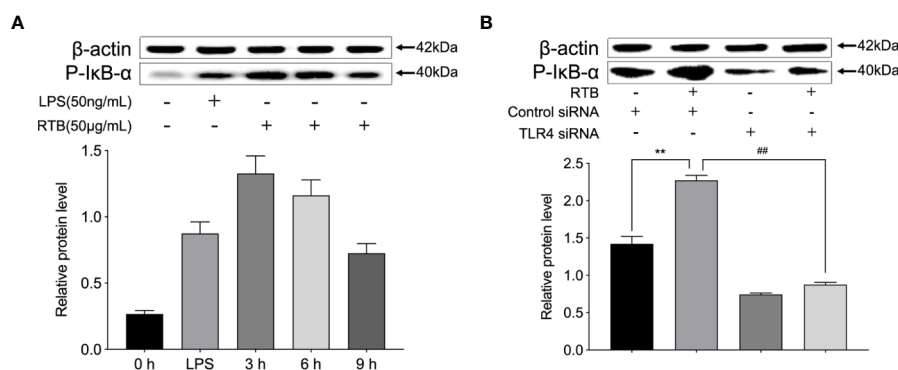 A
β-actin 42kDa
P-IκB-α 40kDa
LPS(50ng/mL) - + - - -
RTB(50μg/mL) - - + + +
Relative protein level
1.5
1.0
0.5
0.0
0 h LPS 3 h 6 h 9 h
B
β-actin 42kDa
P-IκB-α 40kDa
RTB - + - +
Control siRNA + + - -
TLR4 siRNA - - + +
Relative protein level
2.5
2.0
1.5
1.0
0.5
0.0
** ##